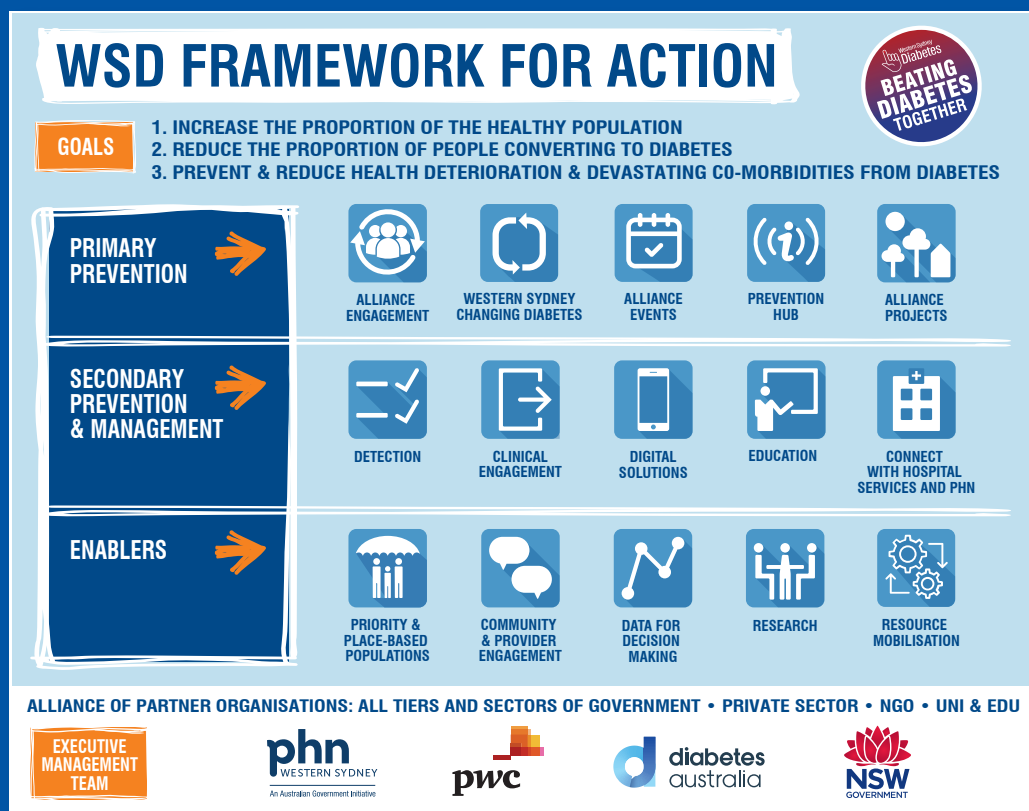 WSD FRAMEWORK FOR ACTION
Western Sydney
Diabetes
BEATING
DIABETES
TOGETHER
GOALS
1. INCREASE THE PROPORTION OF THE HEALTHY POPULATION
2. REDUCE THE PROPORTION OF PEOPLE CONVERTING TO DIABETES
3. PREVENT & REDUCE HEALTH DETERIORATION & DEVASTATING CO-MORBIDITIES FROM DIABETES
PRIMARY
PREVENTION
ALLIANCE
ENGAGEMENT
WESTERN SYDNEY
CHANGING DIABETES
ALLIANCE
EVENTS
PREVENTION
HUB
ALLIANCE
PROJECTS
SECONDARY
PREVENTION
& MANAGEMENT
DETECTION
CLINICAL
ENGAGEMENT
DIGITAL
SOLUTIONS
EDUCATION
CONNECT
WITH HOSPITAL
SERVICES AND PHN
ENABLERS
PRIORITY &
PLACE-BASED
POPULATIONS
COMMUNITY
& PROVIDER
ENGAGEMENT
DATA FOR
DECISION
MAKING
RESEARCH
RESOURCE
MOBILISATION
ALLIANCE OF PARTNER ORGANISATIONS: ALL TIERS AND SECTORS OF GOVERNMENT • PRIVATE SECTOR • NGO • UNI & EDU
EXECUTIVE
MANAGEMENT
TEAM
phn
WESTERN SYDNEY
An Australian Government Initiative
pwc
diabetes
australia
NSW
GOVERNMENT